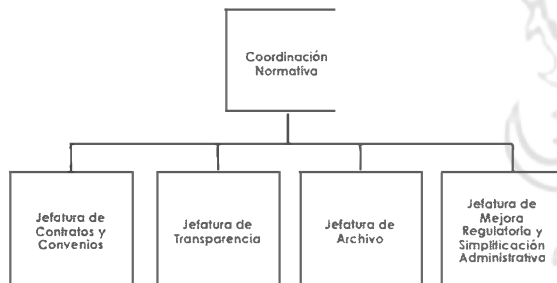 Coordinación
Normativa
Jefatura de
Contratos y
Convenios
Jefatura de
Transparencia
Jefatura de
Archivo
Jefatura de
Mejora
Regulatoria y
Simplificación
Administrativa